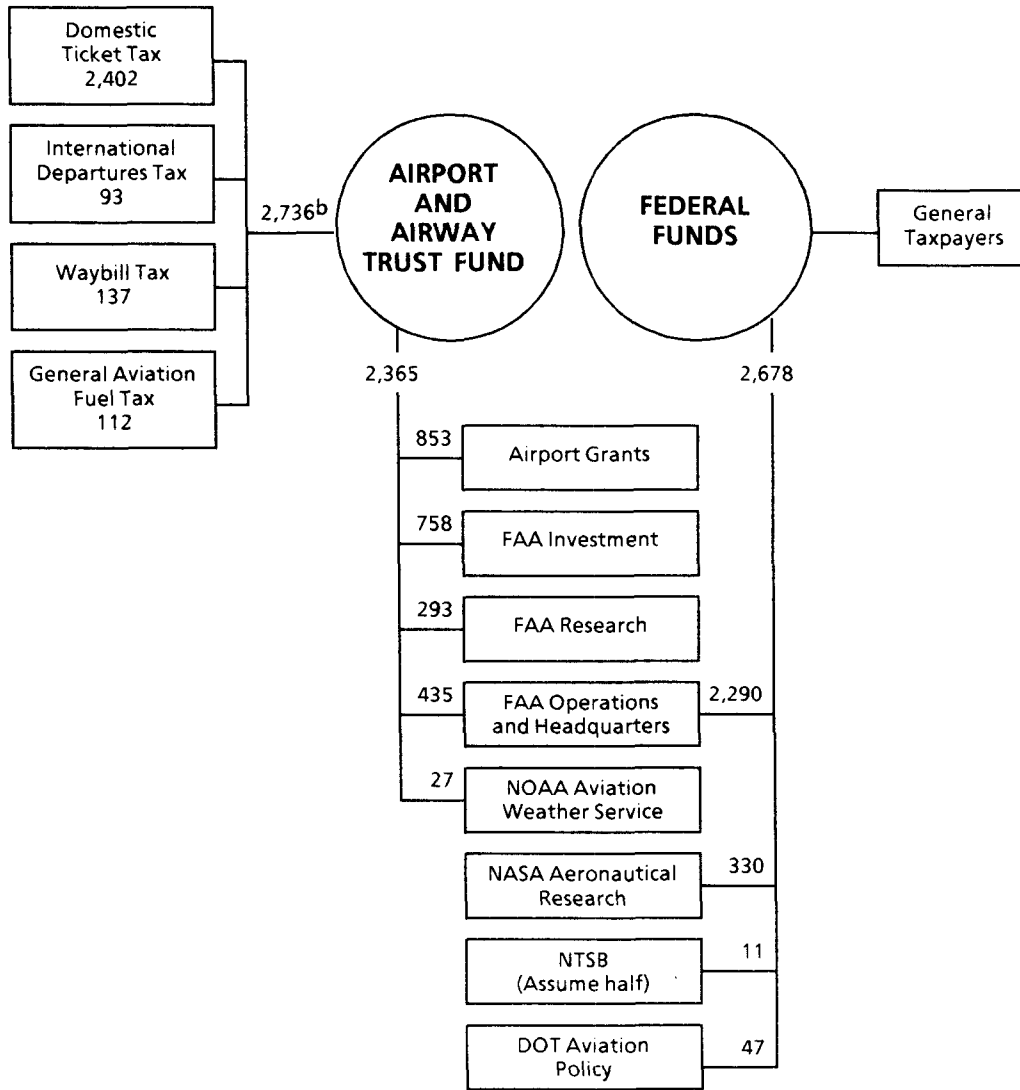 Domestic
Ticket Tax
2,402
International
Departures Tax
93
Waybill Tax
137
General Aviation
Fuel Tax
112
2,736b
AIRPORT
AND
AIRWAY
TRUST FUND
FEDERAL
FUNDS
General
Taxpayers
2,365
2,678
853
Airport Grants
758
FAA Investment
293
FAA Research
435
FAA Operations
and Headquarters
2,290
27
NOAA Aviation
Weather Service
NASA Aeronautical
Research
330
NTSB
(Assume half)
11
DOT Aviation
Policy
47